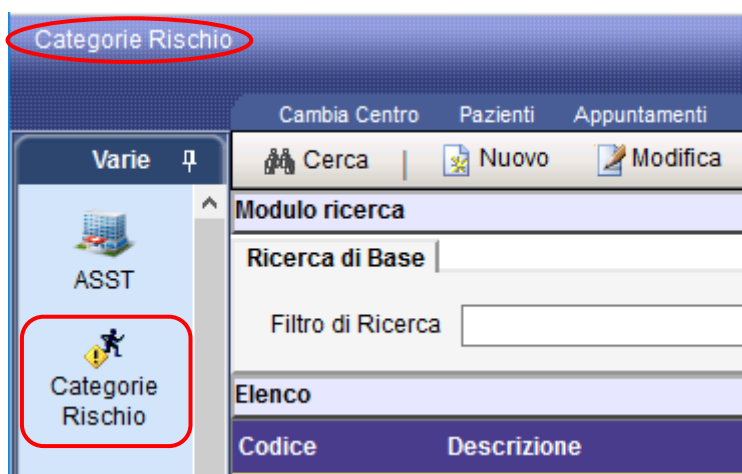 Categorie Rischio
Cambia Centro Pazienti Appuntamenti
Varie
Cerca | Nuovo Modifica
Modulo ricerca
Ricerca di Base
ASST
Filtro di Ricerca
Categorie
Rischio
Elenco
Codice Descrizione